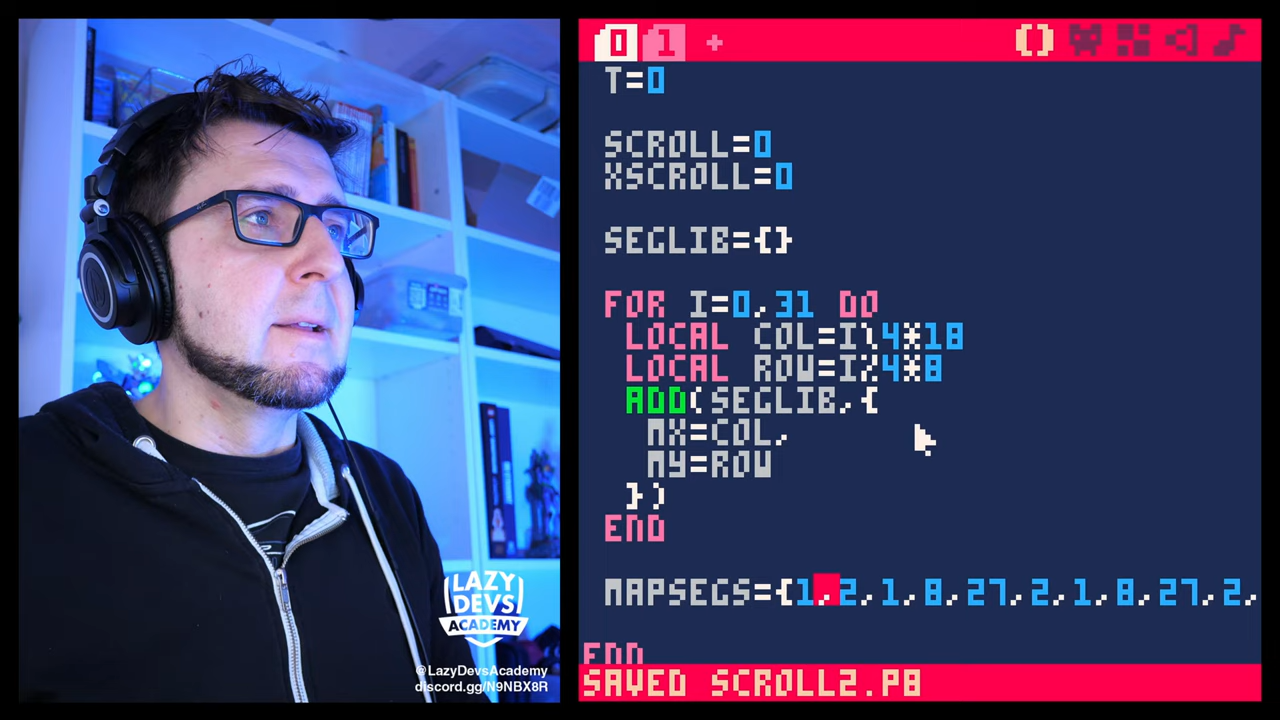 0 1 +
()
T=0
SCROLL=0
XSCROLL=0
SEGLIB={}
FOR I=0,31 DO
LOCAL COL=I\4*18
LOCAL ROW=I%4*8
ADD(SEGLIB,{
MX=COL,
MY=ROW
})
END
MAPSEGS={1,2,1,8,27,2,1,8,27,2,
END
SAVED SCROLL2.P8
LAZY
DEVS
ACADEMY
@LazyDevsAcademy
discord.gg/N9NBX8R